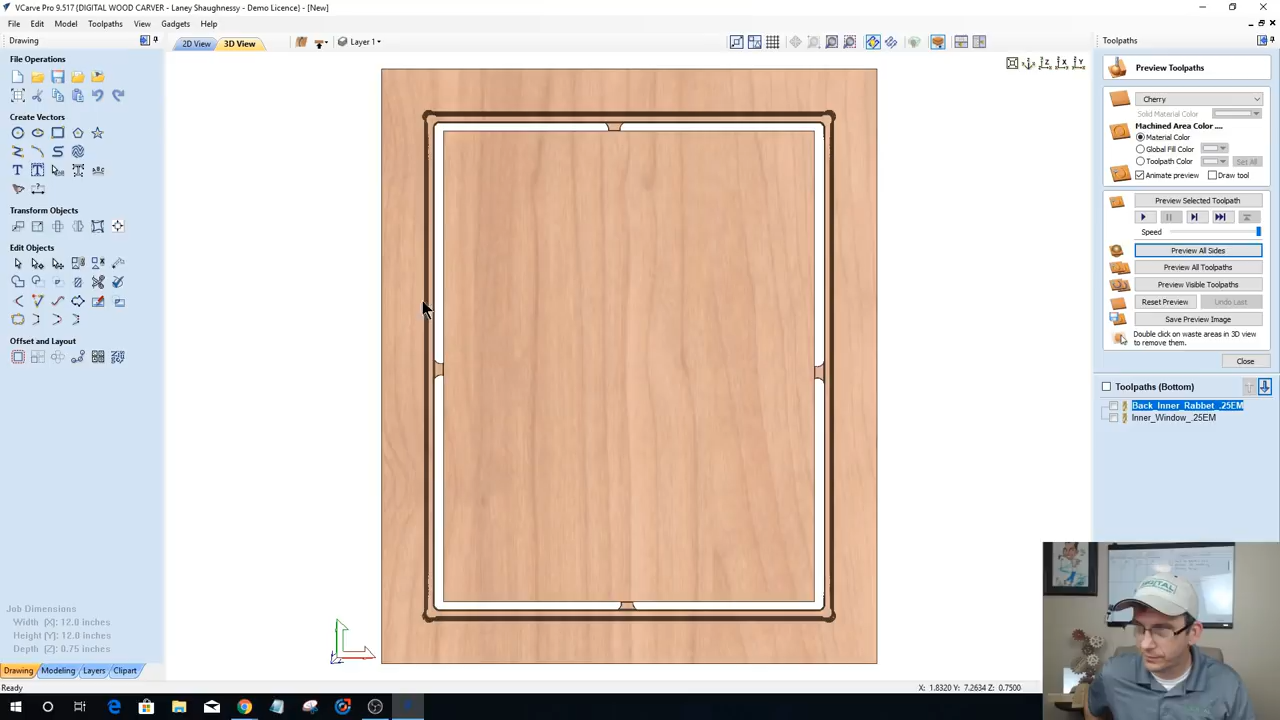 VCarve Pro 9.517 {DIGITAL WOOD CARVER - Laney Shaughnessy - Demo Licence} - [New]
File Edit Model Toolpaths View Gadgets Help
Drawing
2D View 3D View Layer 1
Toolpaths
File Operations
Create Vectors
Transform Objects
Edit Objects
Offset and Layout
Job Dimensions
Width (X): 12.0 inches
Height (Y): 12.0 inches
Depth (Z): 0.75 inches
Drawing Modeling Layers Clipart
Ready
X: 1.8320 Y: 7.2634 Z: 0.7500
Preview Toolpaths
Cherry
Solid Material Color
Machined Area Color ....
Material Color
Global Fill Color
Toolpath Color Set All
Animate preview Draw tool
Preview Selected Toolpath
Speed
Preview All Sides
Preview All Toolpaths
Preview Visible Toolpaths
Reset Preview Undo Last
Save Preview Image
Double click on waste areas in 3D view
to remove them.
Close
Toolpaths (Bottom)
Back_Inner_Rabbet_.25EM
Inner_Window_.25EM
DIGITAL